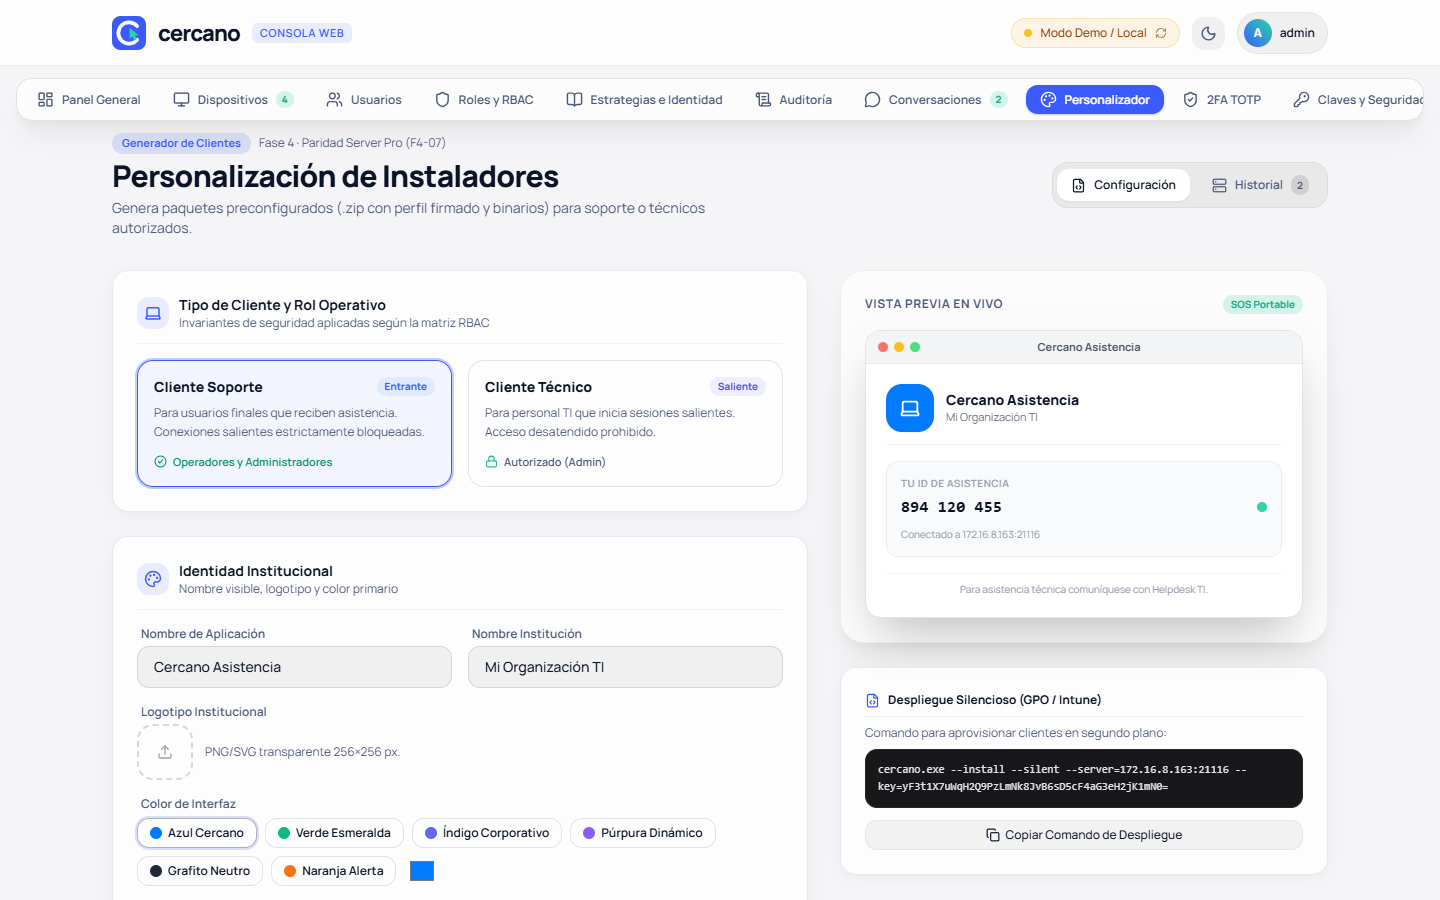 cercano
CONSOLA WEB
Modo Demo / Local
A
admin
Panel General
Dispositivos 4
Usuarios
Roles y RBAC
Estrategias e Identidad
Auditoría
Conversaciones 2
Personalizador
2FA TOTP
Claves y Seguridad
Generador de Clientes
Fase 4 · Paridad Server Pro (F4-07)
Personalización de Instaladores
Genera paquetes preconfigurados (.zip con perfil firmado y binarios) para soporte o técnicos
autorizados.
Configuración
Historial 2
Tipo de Cliente y Rol Operativo
Invariantes de seguridad aplicadas según la matriz RBAC
Cliente Soporte
Entrante
Para usuarios finales que reciben asistencia.
Conexiones salientes estrictamente bloqueadas.
Operadores y Administradores
Cliente Técnico
Saliente
Para personal TI que inicia sesiones salientes.
Acceso desatendido prohibido.
Autorizado (Admin)
Identidad Institucional
Nombre visible, logotipo y color primario
Nombre de Aplicación
Cercano Asistencia
Nombre Institución
Mi Organización TI
Logotipo Institucional
PNG/SVG transparente 256×256 px.
Color de Interfaz
Azul Cercano
Verde Esmeralda
Índigo Corporativo
Púrpura Dinámico
Grafito Neutro
Naranja Alerta
VISTA PREVIA EN VIVO
SOS Portable
Cercano Asistencia
Cercano Asistencia
Mi Organización TI
TU ID DE ASISTENCIA
894 120 455
Conectado a 172.16.8.163:21116
Para asistencia técnica comuníquese con Helpdesk TI.
Despliegue Silencioso (GPO / Intune)
Comando para aprovisionar clientes en segundo plano:
cercano.exe --install --silent --server=172.16.8.163:21116 --
key=yF3t1X7uWqH2Q9PzLmNk8JvB6sD5cF4aG3eH2jK1mN0=
Copiar Comando de Despliegue